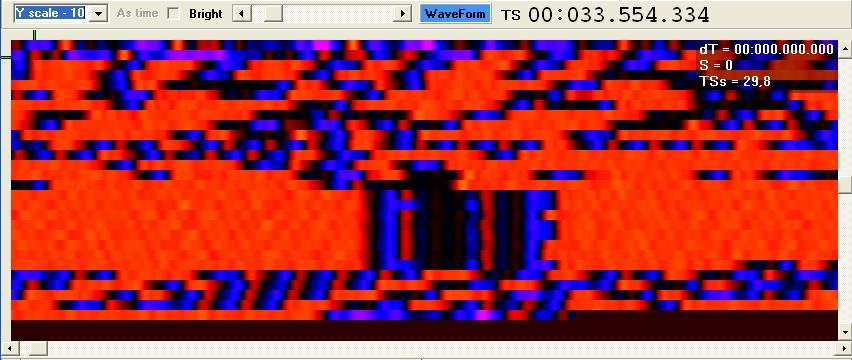 Y scale - 10 As time Bright WaveForm TS 00:033.554.334
dT = 00:000.000.000
S = 0
TSs = 29,8